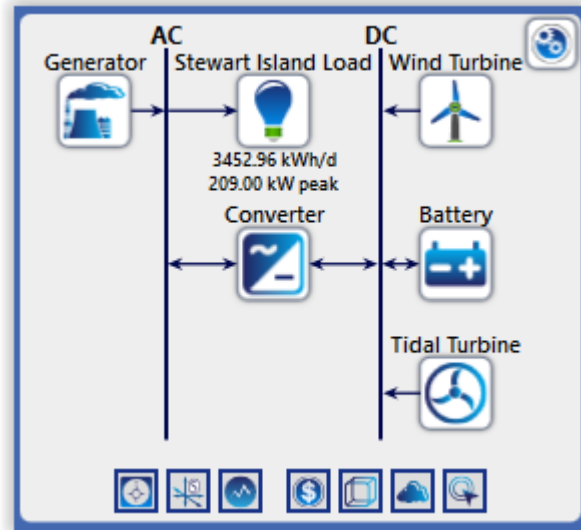 AC DC
Generator Stewart Island Load Wind Turbine
3452.96 kWh/d
209.00 kW peak
Converter Battery
Tidal Turbine